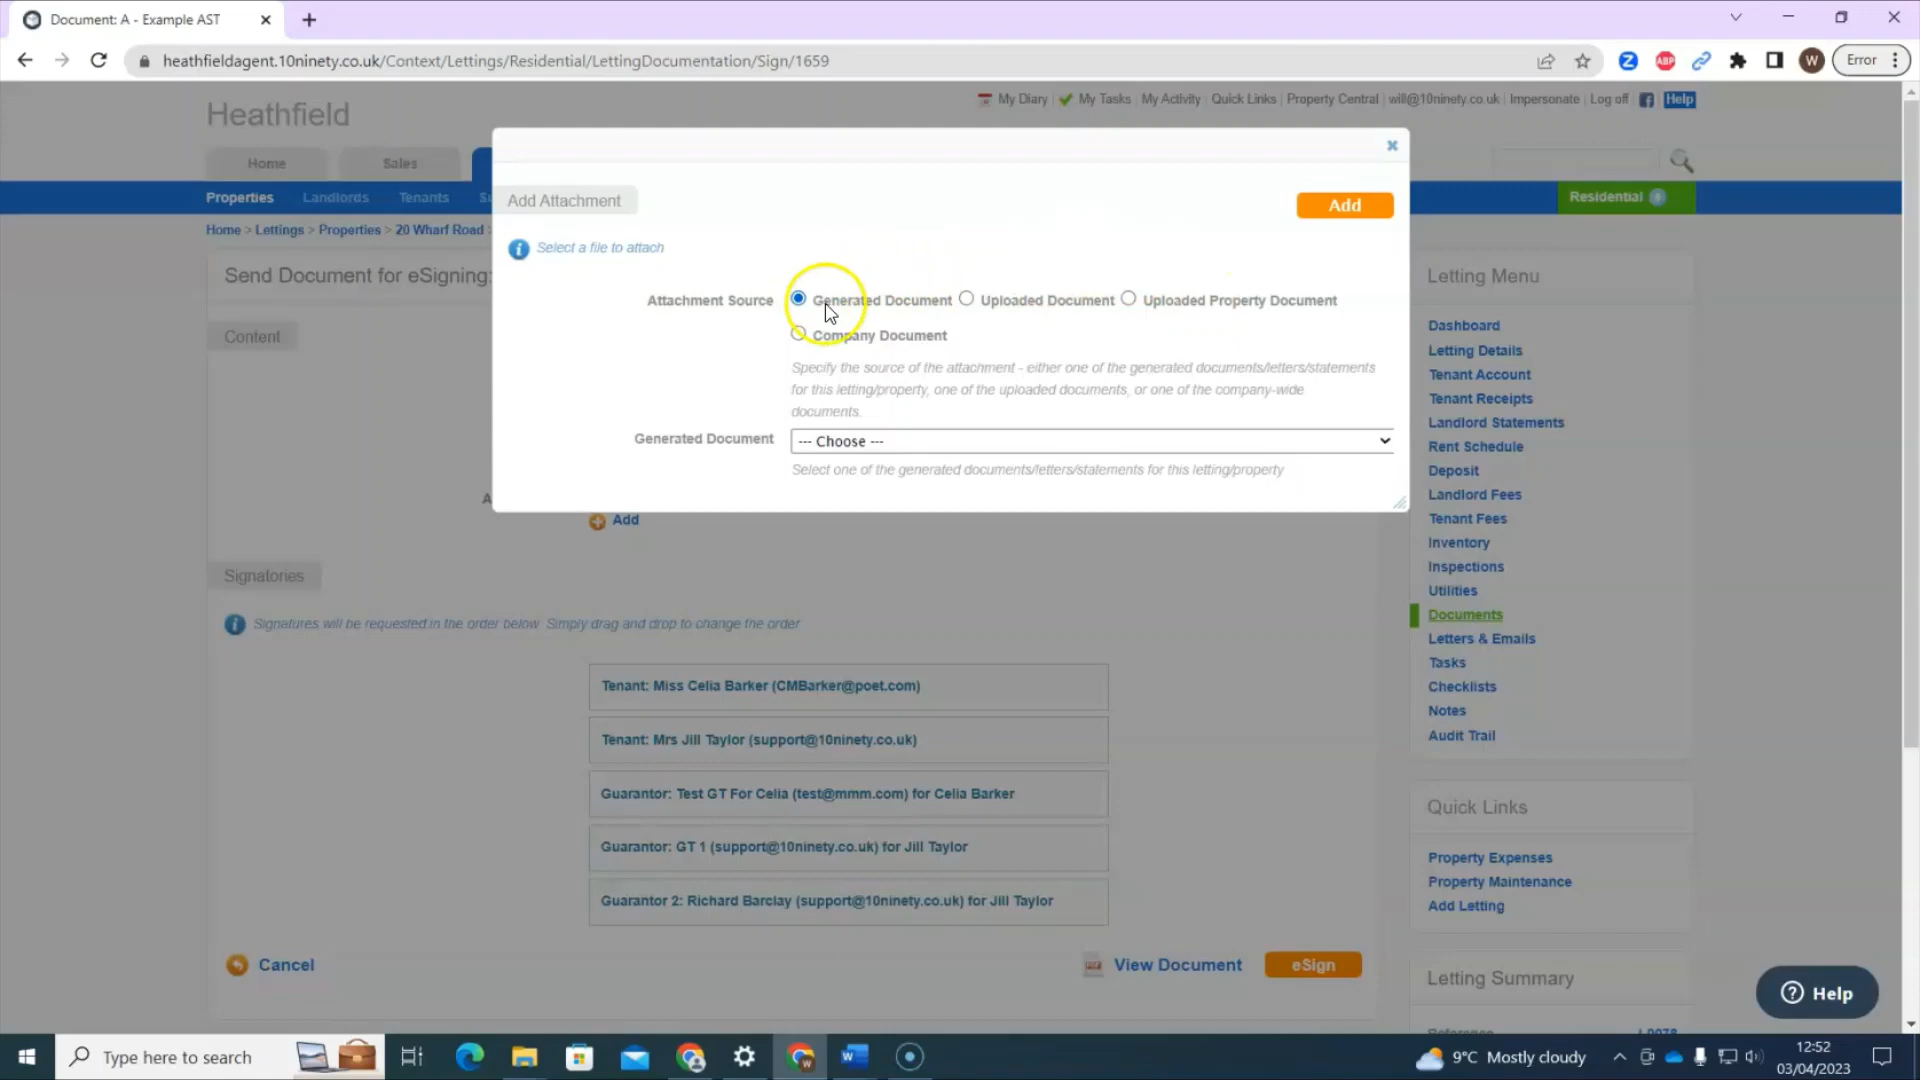 Document: A - Example AST
heathfieldagent.10ninety.co.uk/Context/Lettings/Residential/LettingDocumentation/Sign/1659
Z
ABP
W
Error
Heathfield
My Diary | My Tasks | My Activity | Quick Links | Property Central | will@10ninety.co.uk | Impersonate | Log off | Help
Home
Sales
Properties
Landlords
Tenants
Residential
Home > Lettings > Properties > 20 Wharf Road >
Add Attachment
Add
Select a file to attach
Send Document for eSigning:
Attachment Source
Generated Document
Uploaded Document
Uploaded Property Document
Company Document
Specify the source of the attachment - either one of the generated documents/letters/statements
for this letting/property, one of the uploaded documents, or one of the company-wide
documents.
Generated Document
--- Choose ---
Select one of the generated documents/letters/statements for this letting/property
Content
A
Add
Signatories
Signatures will be requested in the order below. Simply drag and drop to change the order
Tenant: Miss Celia Barker (CMBarker@poet.com)
Tenant: Mrs Jill Taylor (support@10ninety.co.uk)
Guarantor: Test GT For Celia (test@mmm.com) for Celia Barker
Guarantor: GT 1 (support@10ninety.co.uk) for Jill Taylor
Guarantor 2: Richard Barclay (support@10ninety.co.uk) for Jill Taylor
Cancel
View Document
eSign
Letting Menu
Dashboard
Letting Details
Tenant Account
Tenant Receipts
Landlord Statements
Rent Schedule
Deposit
Landlord Fees
Tenant Fees
Inventory
Inspections
Utilities
Documents
Letters & Emails
Tasks
Checklists
Notes
Audit Trail
Quick Links
Property Expenses
Property Maintenance
Add Letting
Letting Summary
Help
Type here to search
9°C Mostly cloudy
12:52
03/04/2023